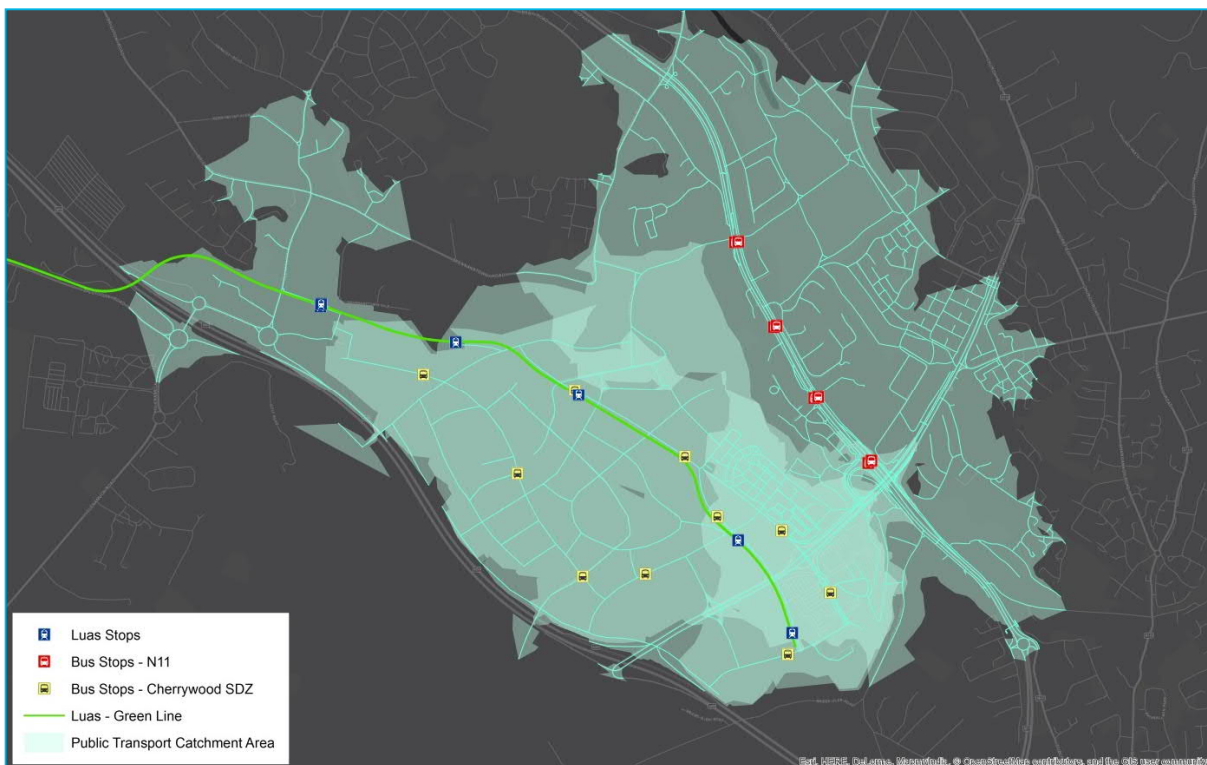 Luas Stops
Bus Stops - N11
Bus Stops - Cherrywood SDZ
Luas - Green Line
Public Transport Catchment Area
Esri, HERE, DeLorme, MapmyIndia, © OpenStreetMap contributors, and the GIS user community